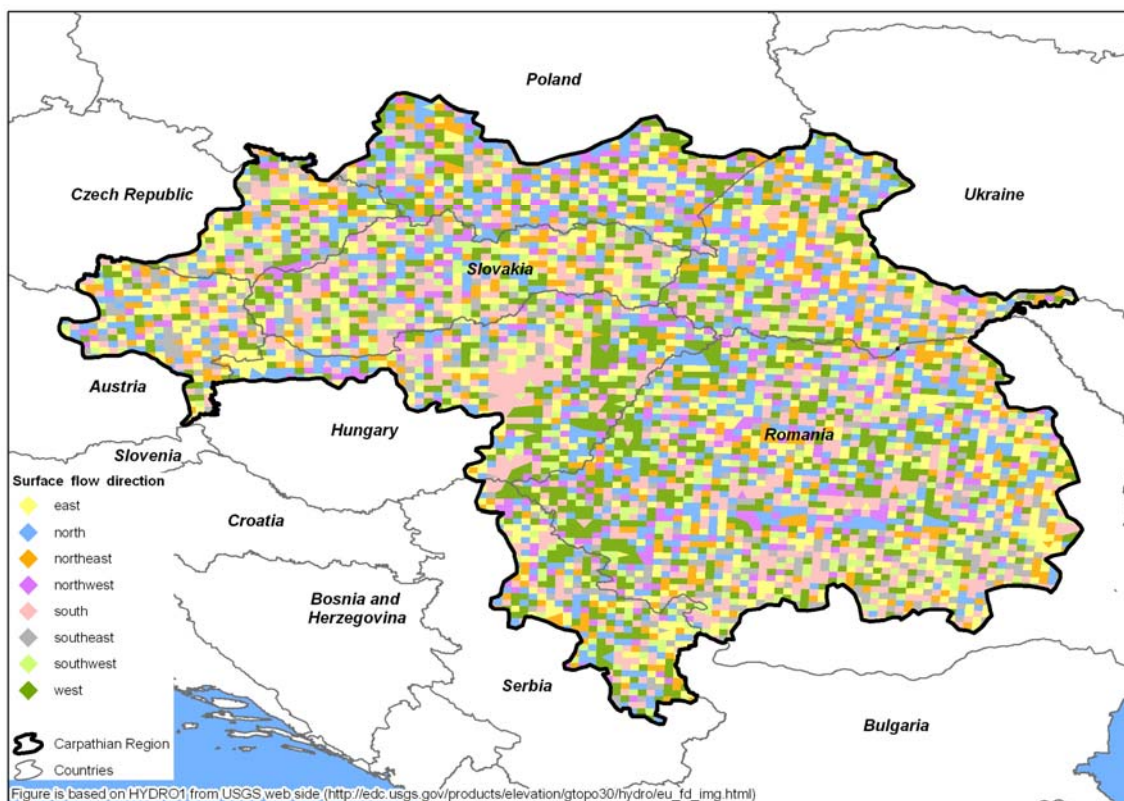 Poland
Czech Republic
Ukraine
Slovakia
Austria
Hungary
Romania
Slovenia
Surface flow direction
east
north
northeast
northwest
south
southeast
southwest
west
Croatia
Bosnia and
Herzegovina
Serbia
Bulgaria
Carpathian Region
Countries
Figure is based on HYDRO1 from USGS web side (http://edc.usgs.gov/products/elevation/gtopo30/hydro/eu_fd_img.html)